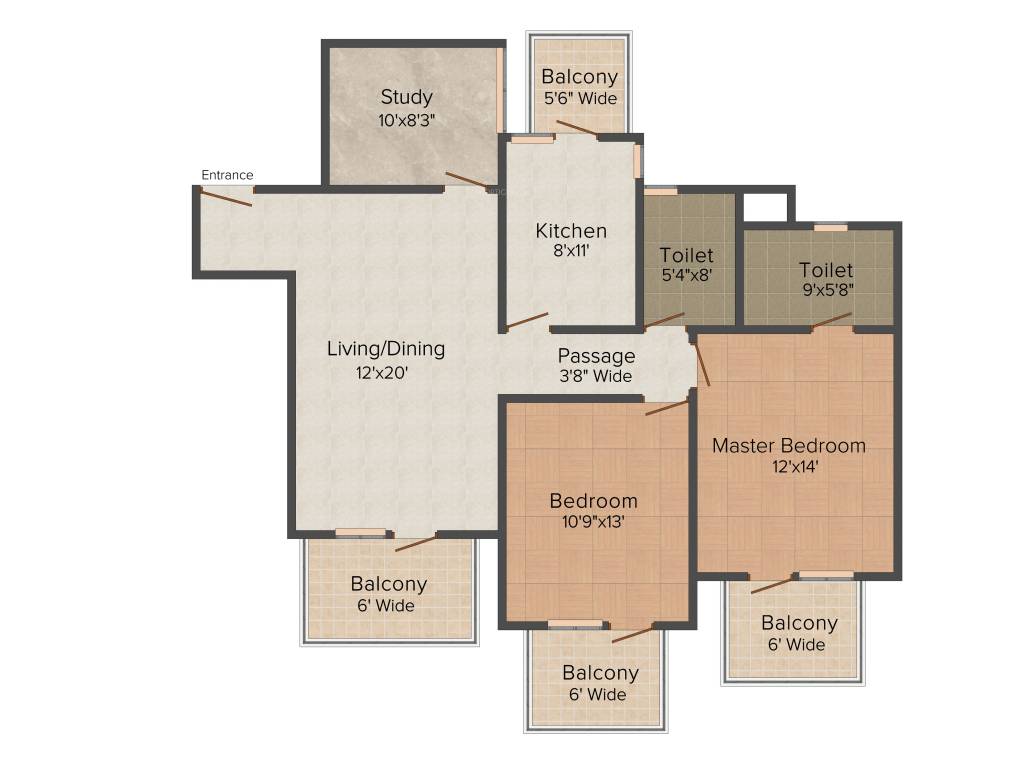 Balcony
5'6" Wide
Study
10'x8'3"
Entrance
Kitchen
8'x11'
Toilet
5'4"x8'
Toilet
9'x5'8"
Living/Dining
12'x20'
Passage
3'8" Wide
Master Bedroom
12'x14'
Bedroom
10'9"x13'
Balcony
6' Wide
Balcony
6' Wide
Balcony
6' Wide